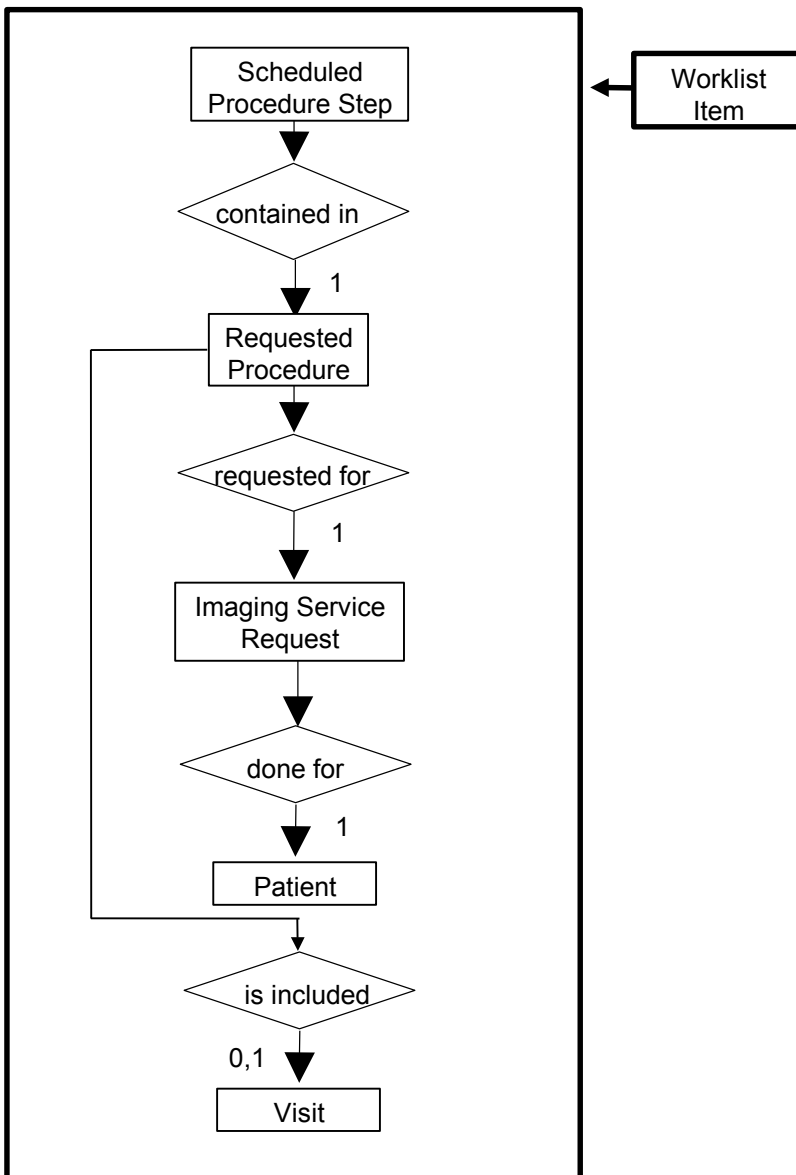 Scheduled
Procedure Step
Worklist
Item
contained in
1
Requested
Procedure
requested for
1
Imaging Service
Request
done for
1
Patient
is included
0,1
Visit